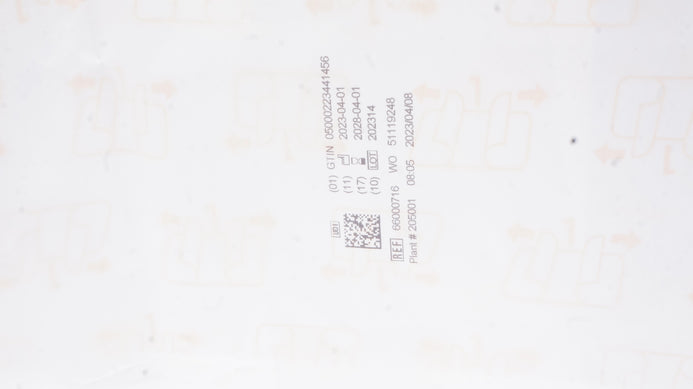 UDI
(01) GTIN 05000223441456
(11) 2023-04-01
(17) 2028-04-01
(10) LOT 202314
REF 66000716 WO 51119248
Plant # 205001 08:05 2023/04/08